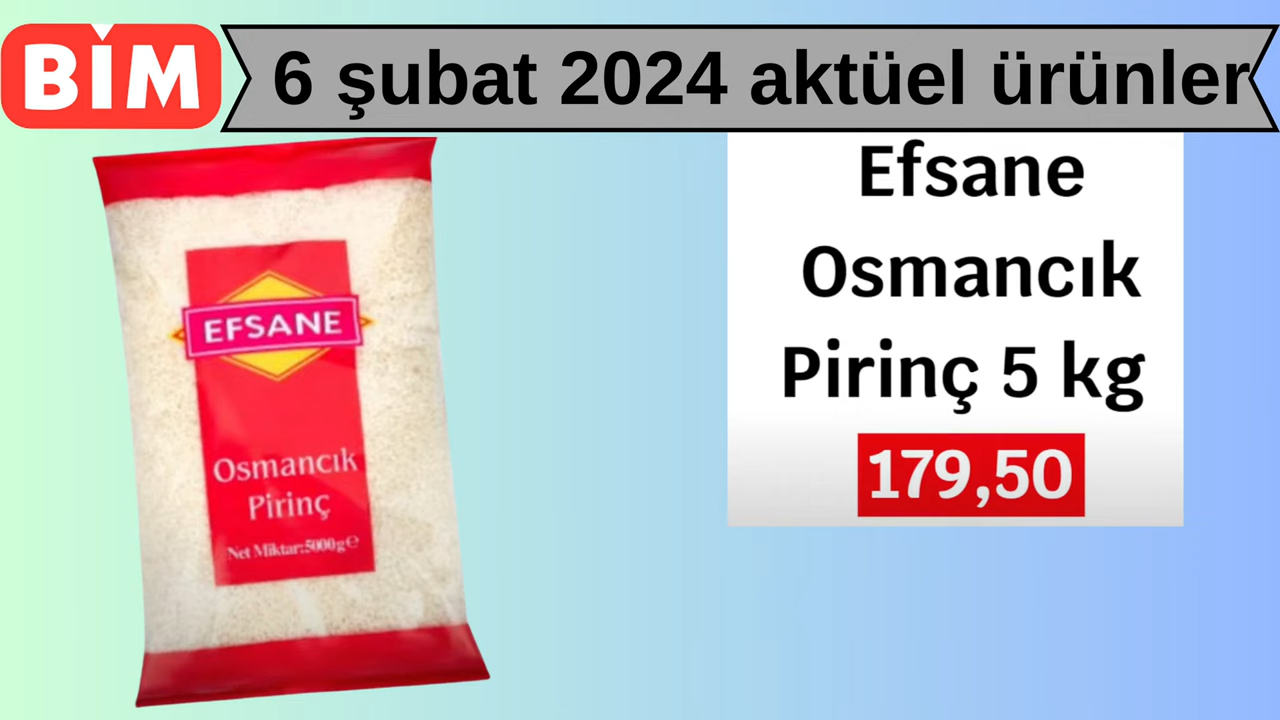 BİM
6 şubat 2024 aktüel ürünler
EFSANE
Osmancık
Pirinç
Net Miktar:5000g℮
Efsane
Osmancık
Pirinç 5 kg
179,50